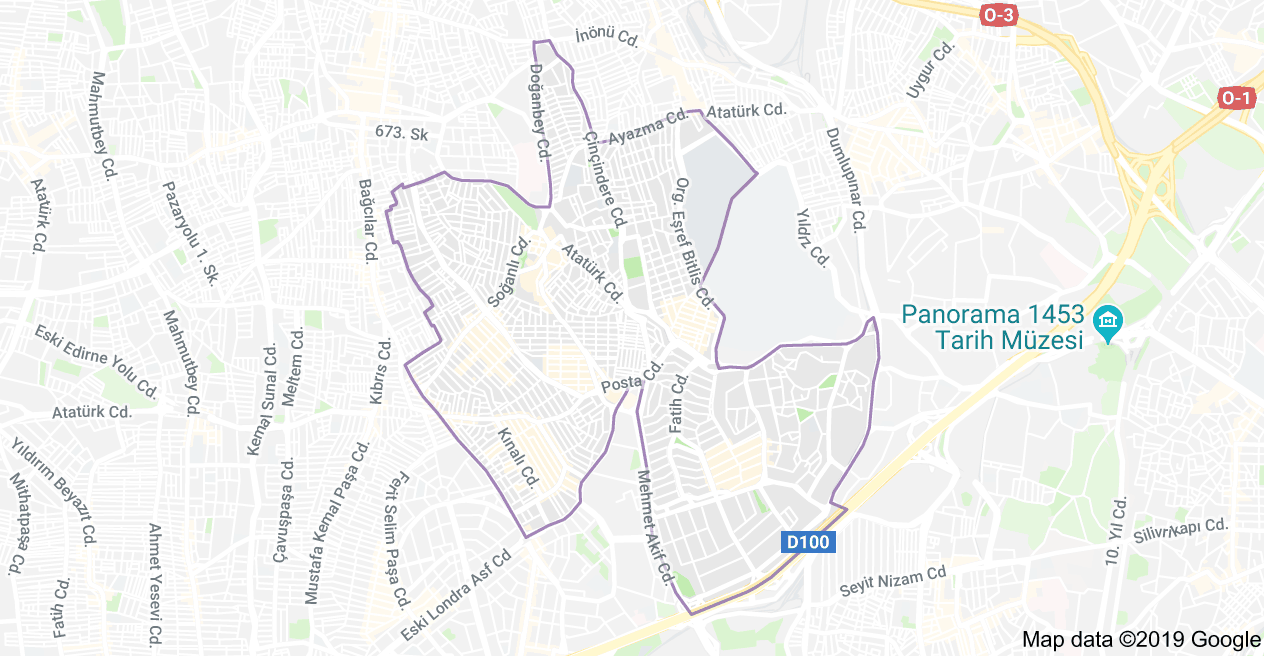 O-3
İnönü Cd.
Uygur Cd.
O-1
Mahmutbey Cd.
Doğanbey Cd.
Ayazma Cd.
Atatürk Cd.
673. Sk
Dumlupınar Cd.
Çinçindere Cd.
Atatürk Cd.
Pazaryolu 1. Sk.
Bağcılar Cd.
Org. Eşref Bitlis Cd.
Yıldız Cd.
Soğanlı Cd.
Atatürk Cd.
Panorama 1453
Tarih Müzesi
Eski Edirne Yolu Cd.
Mahmutbey Cd.
Kemal Sunal Cd.
Meltem Cd.
Kıbrıs Cd.
Posta Cd.
Fatih Cd.
Atatürk Cd.
Yıldırım Beyazıt Cd.
Kınalı Cd.
Mithatpaşa Cd.
Ahmet Yesevi Cd.
Çavuşpaşa Cd.
Mustafa Kemal Paşa Cd.
Ferit Selim Paşa Cd.
Mehmet Akif Cd.
D100
10. Yıl Cd.
Silivrikapı Cd.
Fatih Cd.
Eski Londra Asf Cd
Seyit Nizam Cd
Map data ©2019 Google